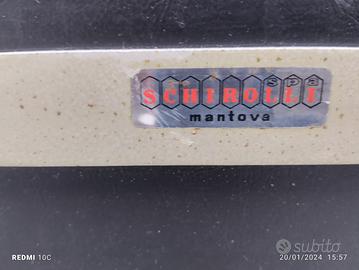 spa
SCHIROLLI
mantova
REDMI 10C
subito
20/01/2024 15:57